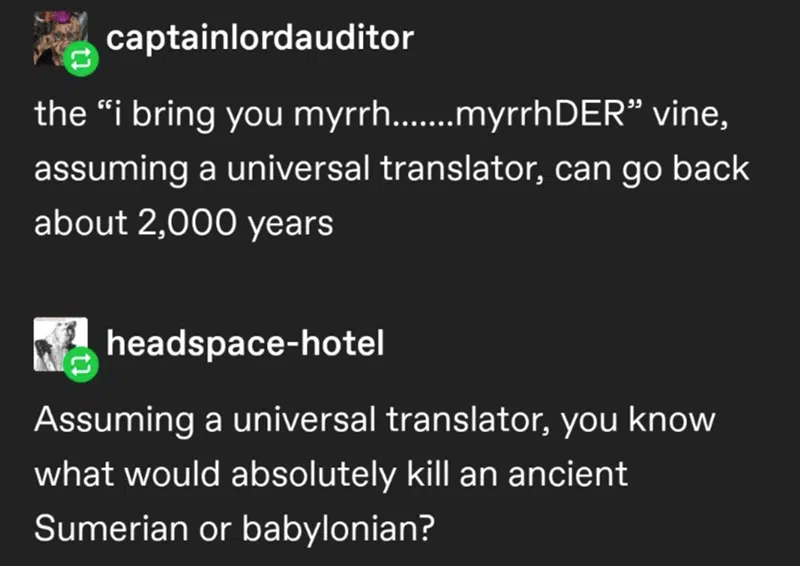 captainlordauditor
the “i bring you myrrh.......myrrhDER” vine,
assuming a universal translator, can go back
about 2,000 years
headspace-hotel
Assuming a universal translator, you know
what would absolutely kill an ancient
Sumerian or babylonian?